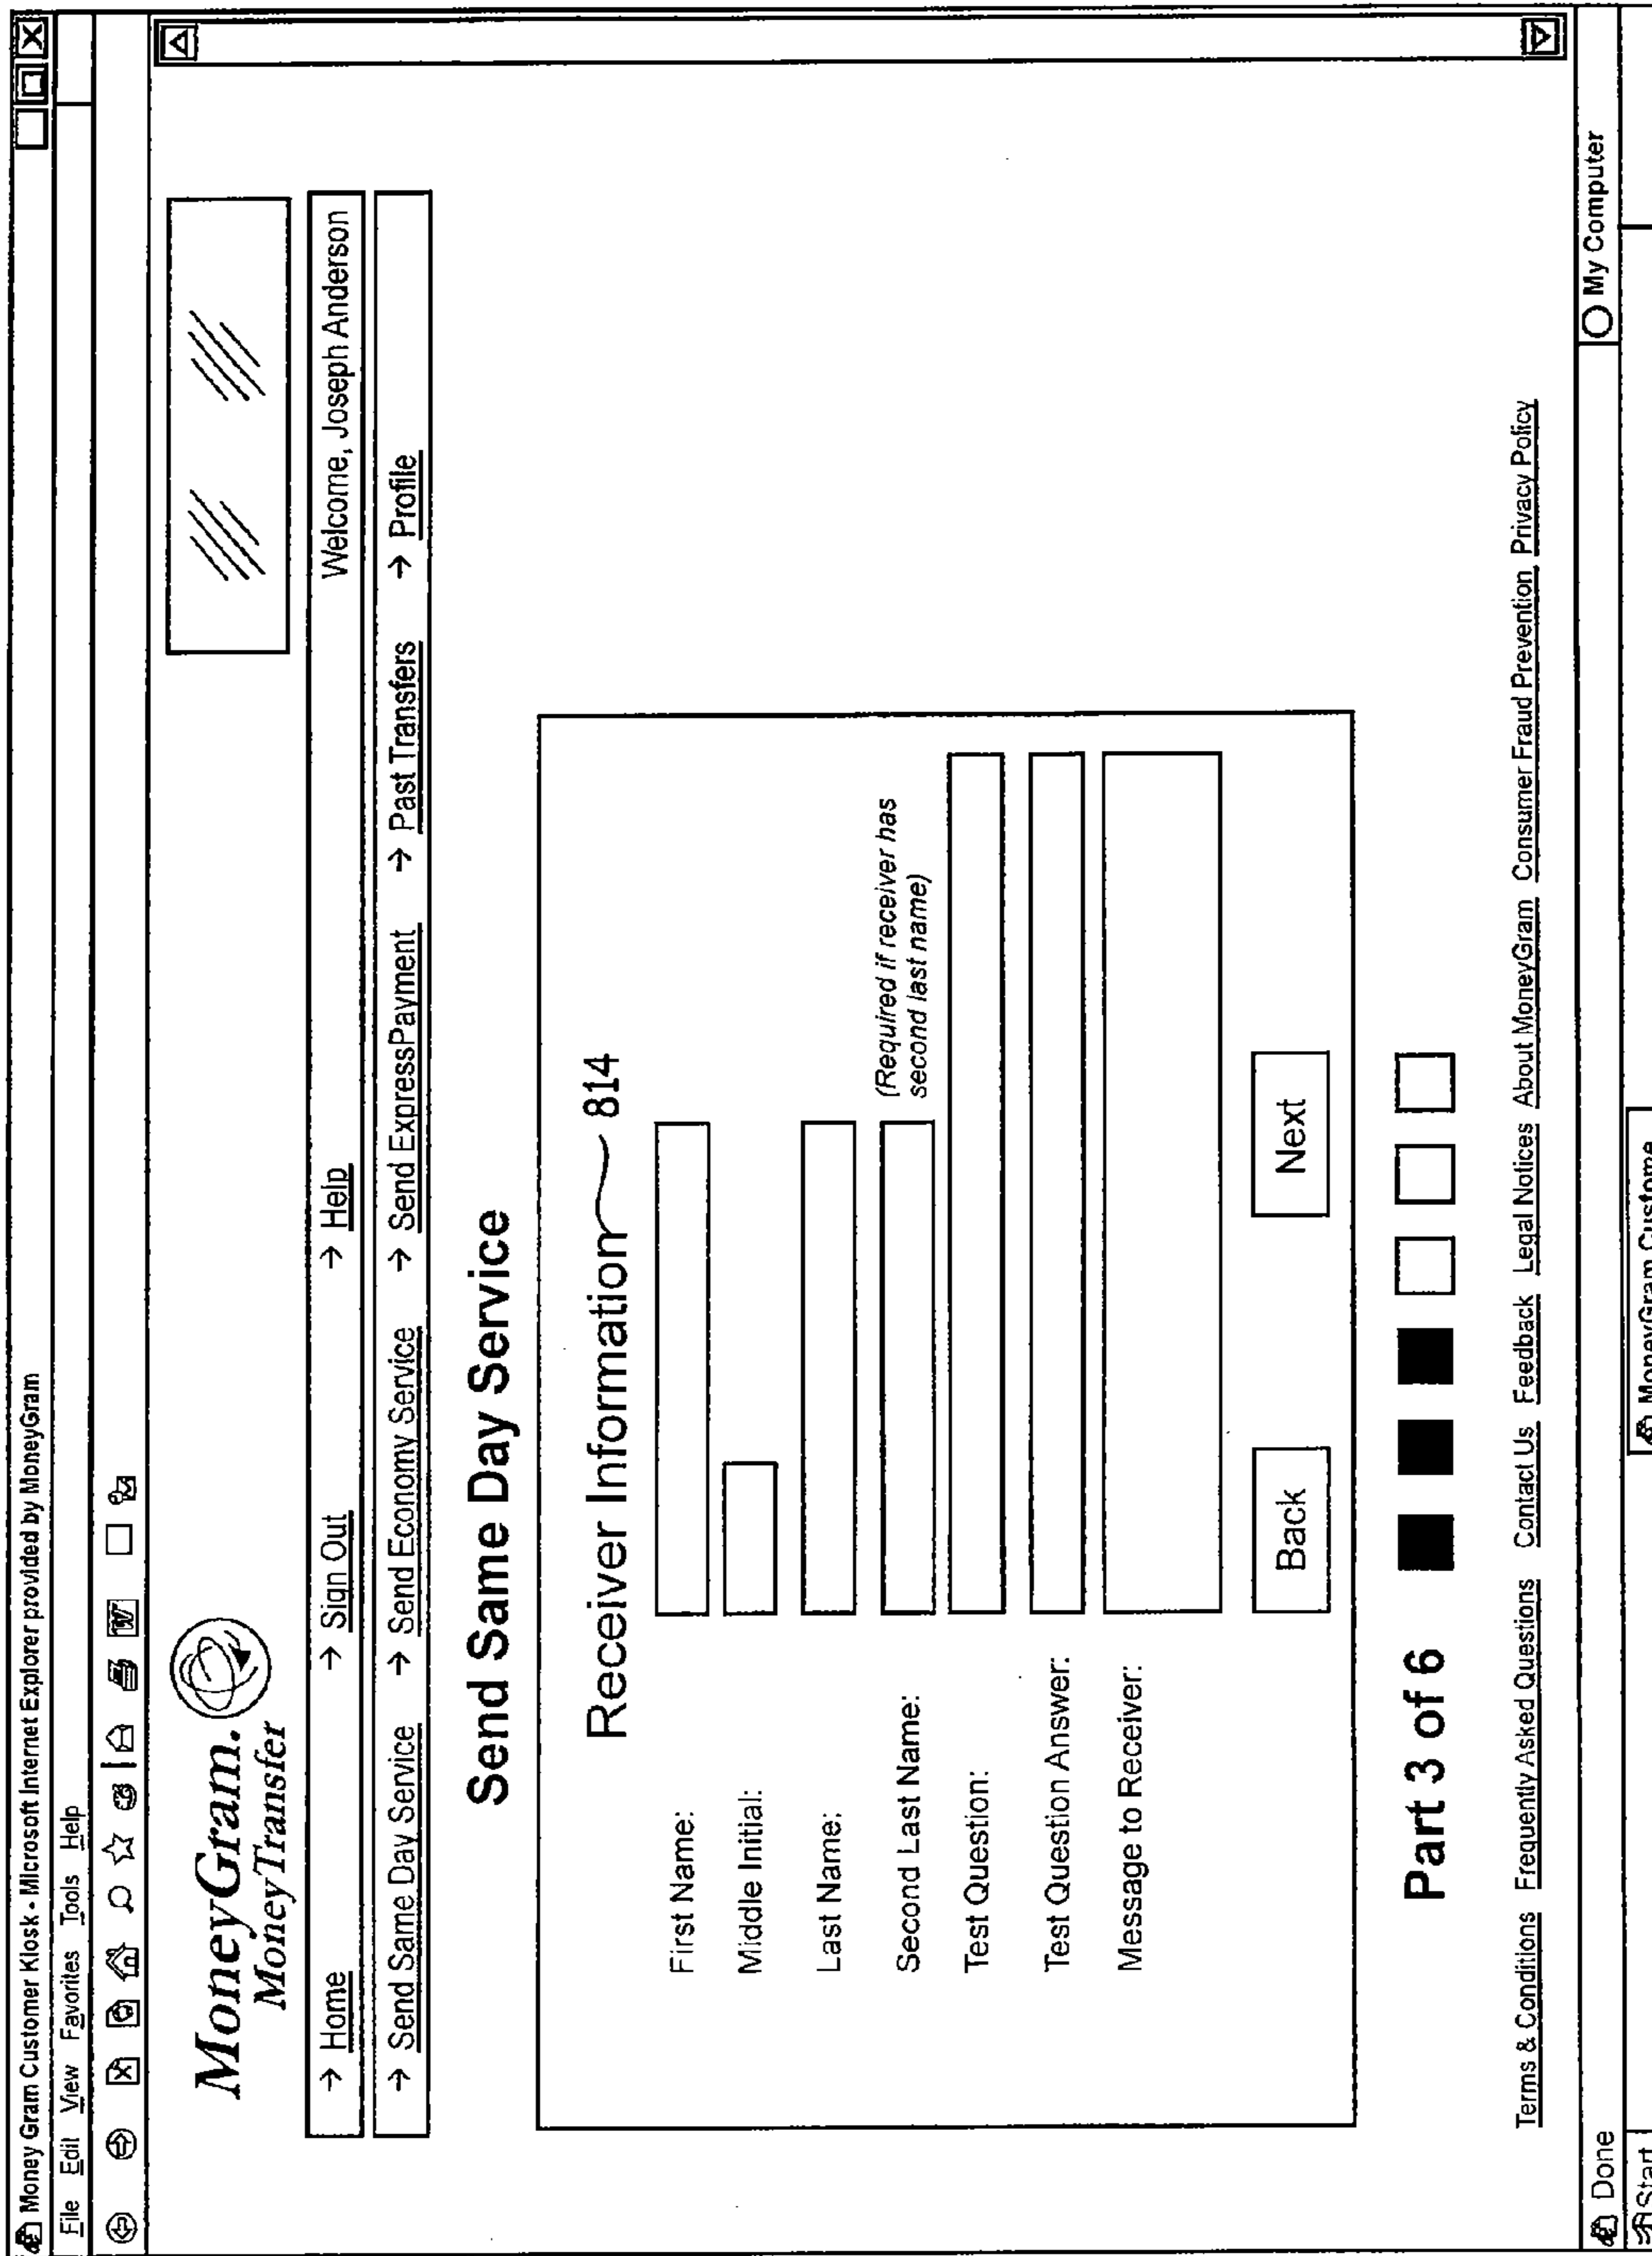 Money Gram Customer Kiosk - Microsoft Internet Explorer provided by MoneyGram
File Edit View Favorites Tools Help
W
MoneyGram.
MoneyTransfer
→ Home → Sign Out → Help Welcome, Joseph Anderson
→ Send Same Day Service → Send Economy Service → Send ExpressPayment → Past Transfers → Profile
Send Same Day Service
Receiver Information 814
First Name:
Middle Initial:
Last Name:
Second Last Name: (Required if receiver has
second last name)
Test Question:
Test Question Answer:
Message to Receiver:
Back Next
Part 3 of 6
Terms & Conditions Frequently Asked Questions Contact Us Feedback Legal Notices About MoneyGram Consumer Fraud Prevention Privacy Policy
Done My Computer
Start MoneyGram Custome